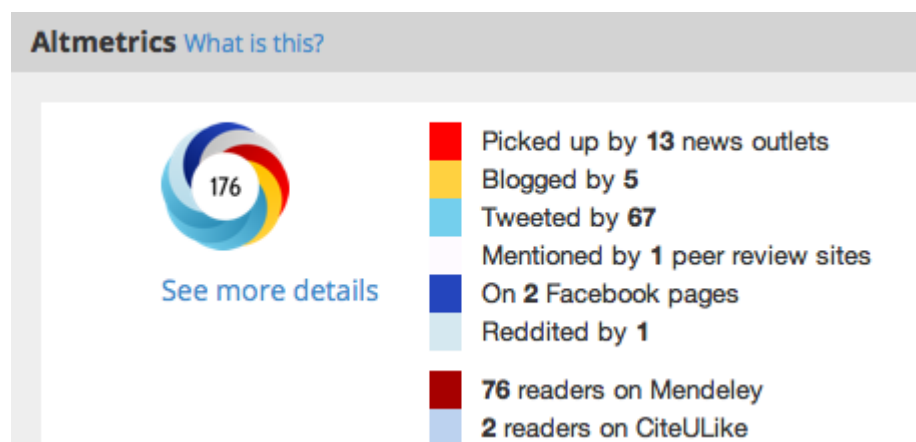 Altmetrics What is this?
176
See more details
Picked up by 13 news outlets
Blogged by 5
Tweeted by 67
Mentioned by 1 peer review sites
On 2 Facebook pages
Reddited by 1
76 readers on Mendeley
2 readers on CiteULike